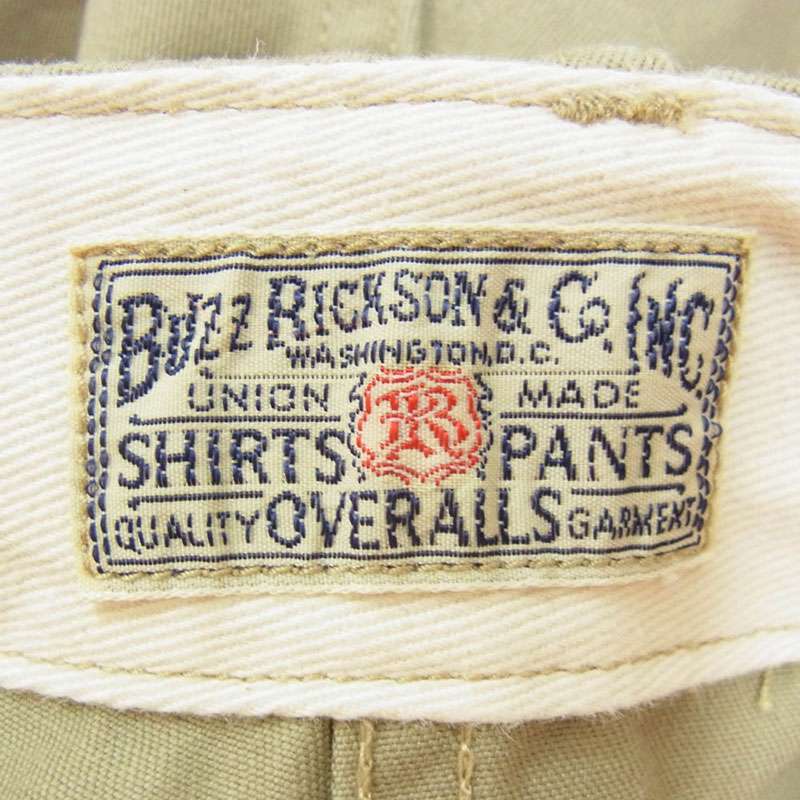 BUZZ RICKSON & CO. INC.
WASHINGTON, D.C.
UNION R MADE
SHIRTS PANTS
QUALITY OVERALLS GARMENT